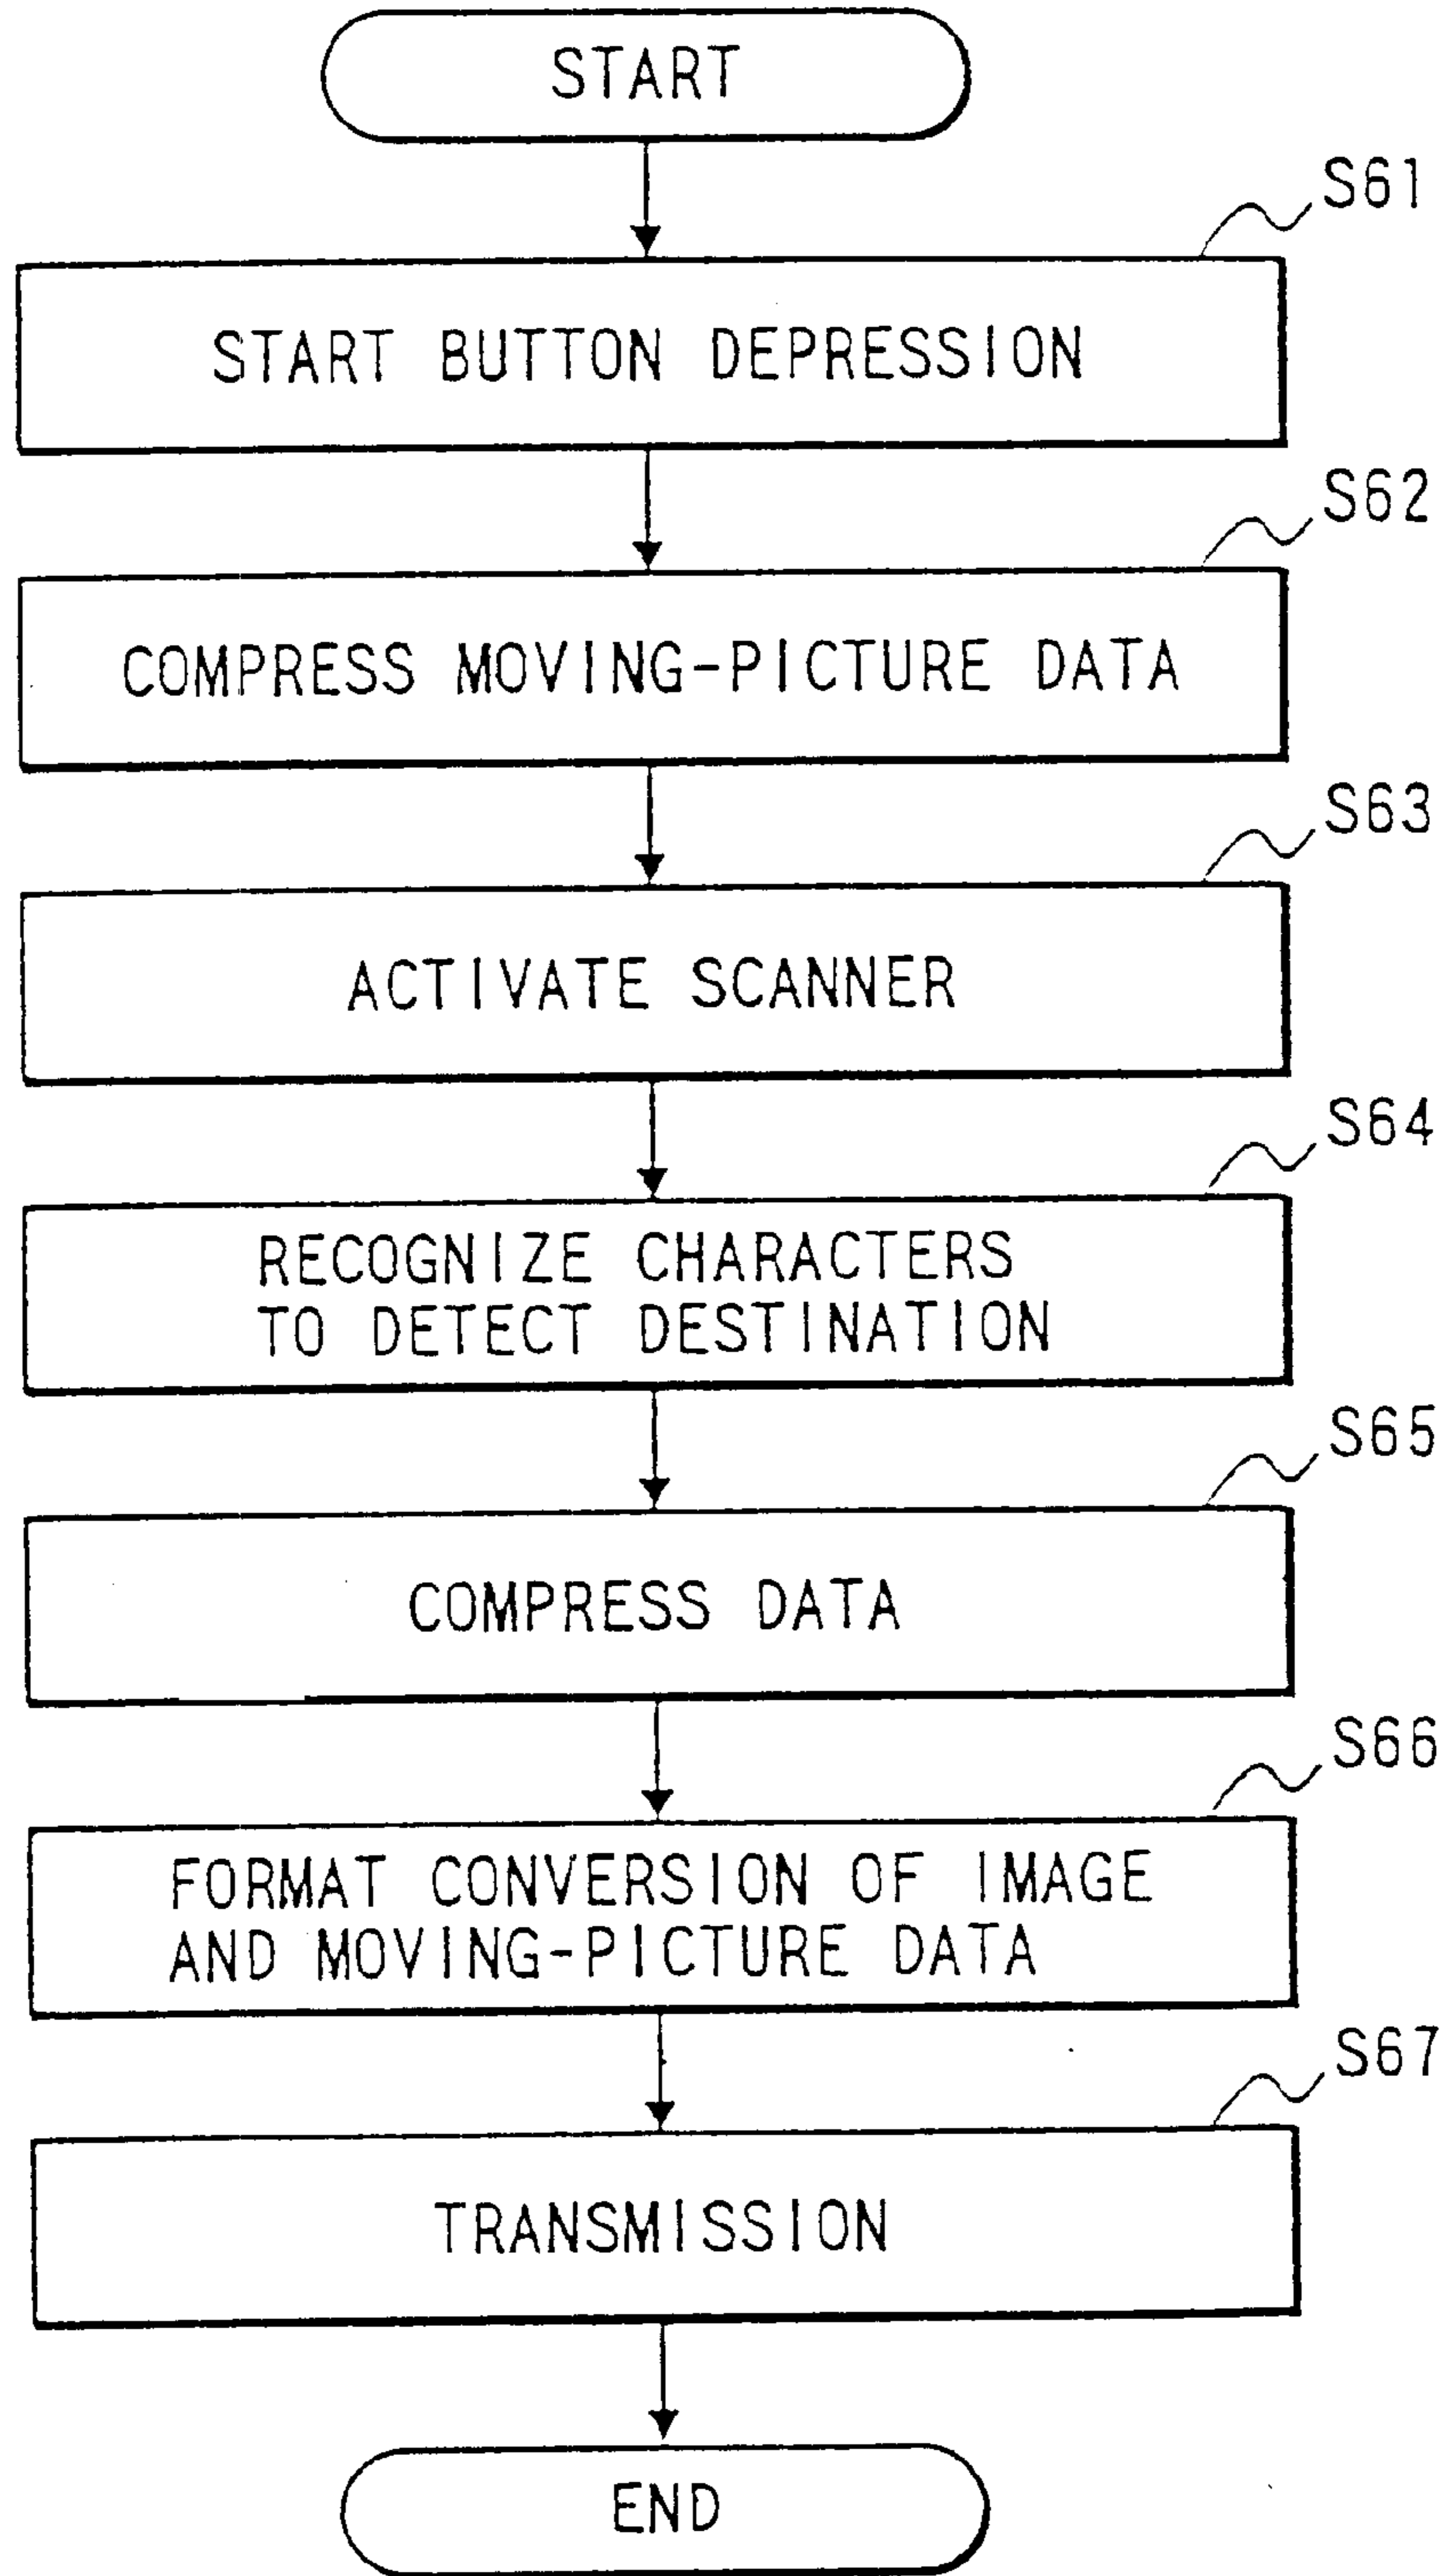 START
S61
START BUTTON DEPRESSION
S62
COMPRESS MOVING-PICTURE DATA
S63
ACTIVATE SCANNER
S64
RECOGNIZE CHARACTERS
TO DETECT DESTINATION
S65
COMPRESS DATA
S66
FORMAT CONVERSION OF IMAGE
AND MOVING-PICTURE DATA
S67
TRANSMISSION
END